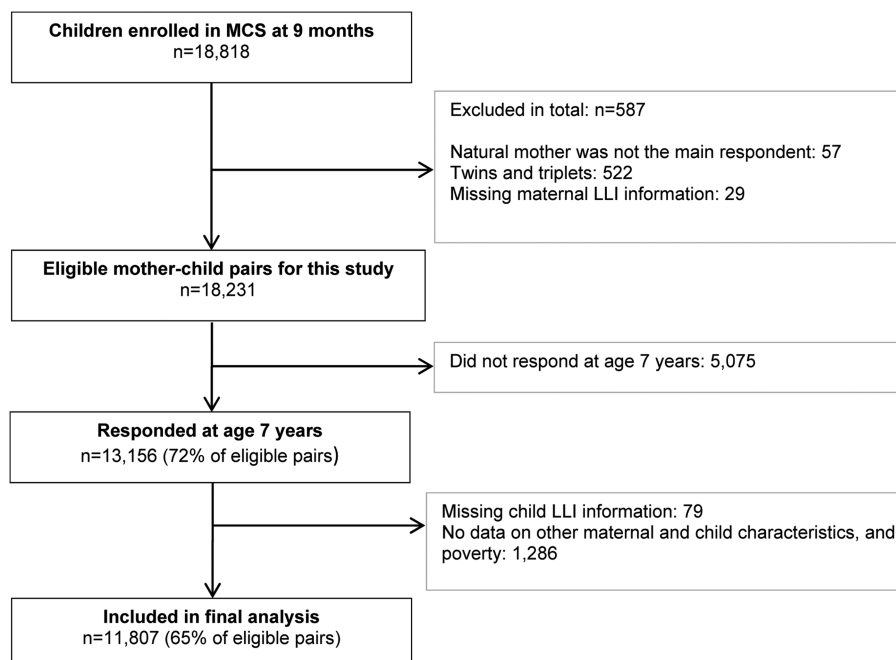 Children enrolled in MCS at 9 months
n=18,818
Excluded in total: n=587
Natural mother was not the main respondent: 57
Twins and triplets: 522
Missing maternal LLI information: 29
Eligible mother-child pairs for this study
n=18,231
Did not respond at age 7 years: 5,075
Responded at age 7 years
n=13,156 (72% of eligible pairs)
Missing child LLI information: 79
No data on other maternal and child characteristics, and
poverty: 1,286
Included in final analysis
n=11,807 (65% of eligible pairs)